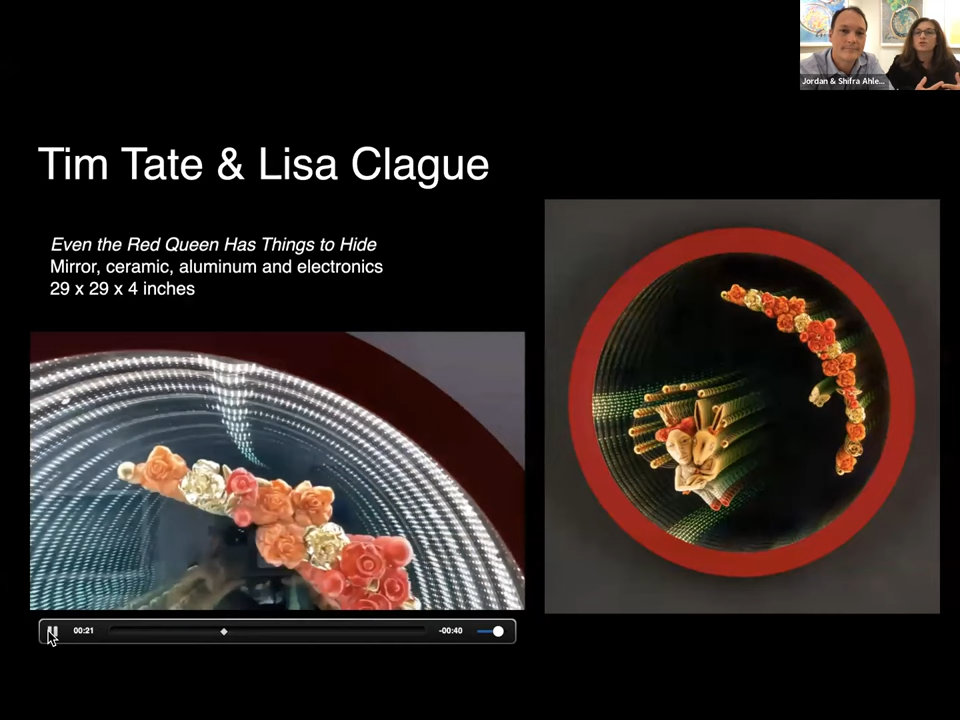 Jordan & Shifra Ahle...
Tim Tate & Lisa Clague
Even the Red Queen Has Things to Hide
Mirror, ceramic, aluminum and electronics
29 x 29 x 4 inches
00:21
-00:40